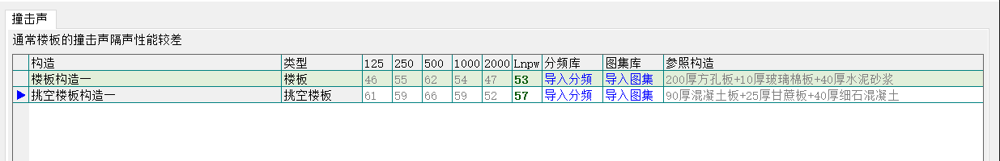 撞击声
通常楼板的撞击声隔声性能较差
构造 类型 125 250 500 1000 2000 Lnpw 分频库 图集库 参照构造
楼板构造一 楼板 46 55 62 54 47 53 导入分频 导入图集 200厚方孔板+10厚玻璃棉板+40厚水泥砂浆
挑空楼板构造一 挑空楼板 61 59 66 59 52 57 导入分频 导入图集 90厚混凝土板+25厚甘蔗板+40厚细石混凝土